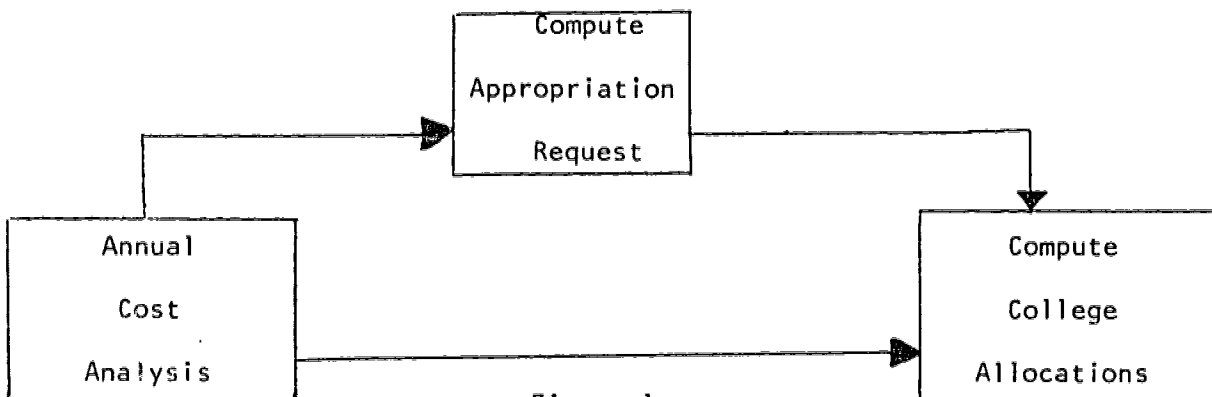 Compute
Appropriation
Request
Annual
Cost
Analysis
Compute
College
Allocations